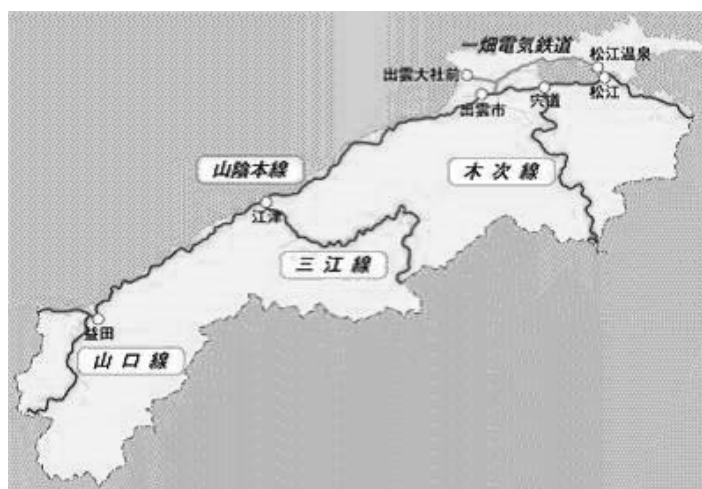 一畑電気鉄道
松江温泉
出雲大社前
松江
出雲市
宍道
山陰本線
木次線
江津
三江線
益田
山口線